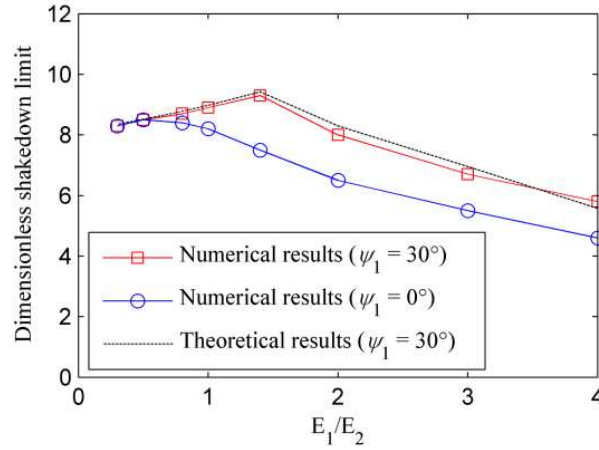 12
10
8
6
4
2
0
Dimensionless shakedown limit
Numerical results (ψ₁ = 30°)
Numerical results (ψ₁ = 0°)
Theoretical results (ψ₁ = 30°)
0 1 2 3 4
E₁/E₂